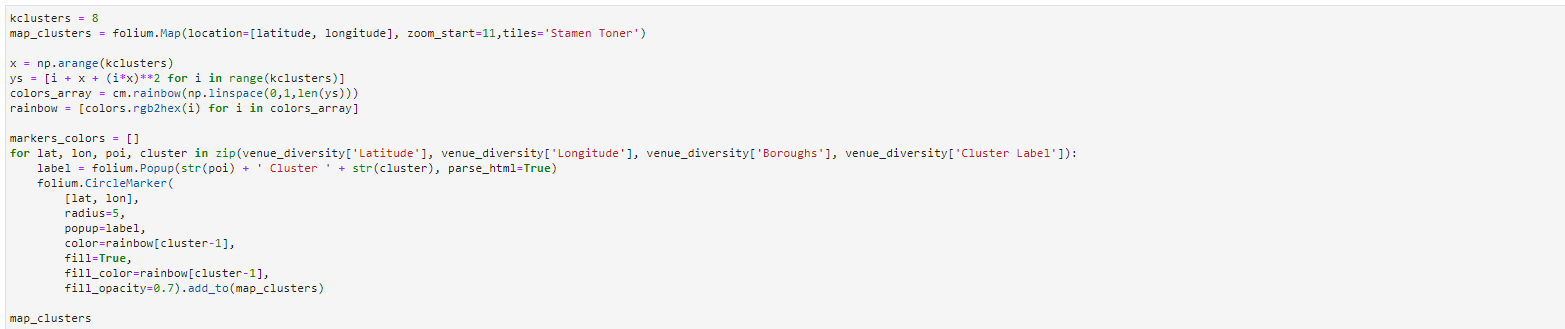 kclusters = 8
map_clusters = folium.Map(location=[latitude, longitude], zoom_start=11,tiles='Stamen Toner')
x = np.arange(kclusters)
ys = [i + x + (i*x)**2 for i in range(kclusters)]
colors_array = cm.rainbow(np.linspace(0,1,len(ys)))
rainbow = [colors.rgb2hex(i) for i in colors_array]
markers_colors = []
for lat, lon, poi, cluster in zip(venue_diversity['Latitude'], venue_diversity['Longitude'], venue_diversity['Boroughs'], venue_diversity['Cluster Label']):
    label = folium.Popup(str(poi) + ' Cluster ' + str(cluster), parse_html=True)
    folium.CircleMarker(
        [lat, lon],
        radius=5,
        popup=label,
        color=rainbow[cluster-1],
        fill=True,
        fill_color=rainbow[cluster-1],
        fill_opacity=0.7).add_to(map_clusters)
map_clusters